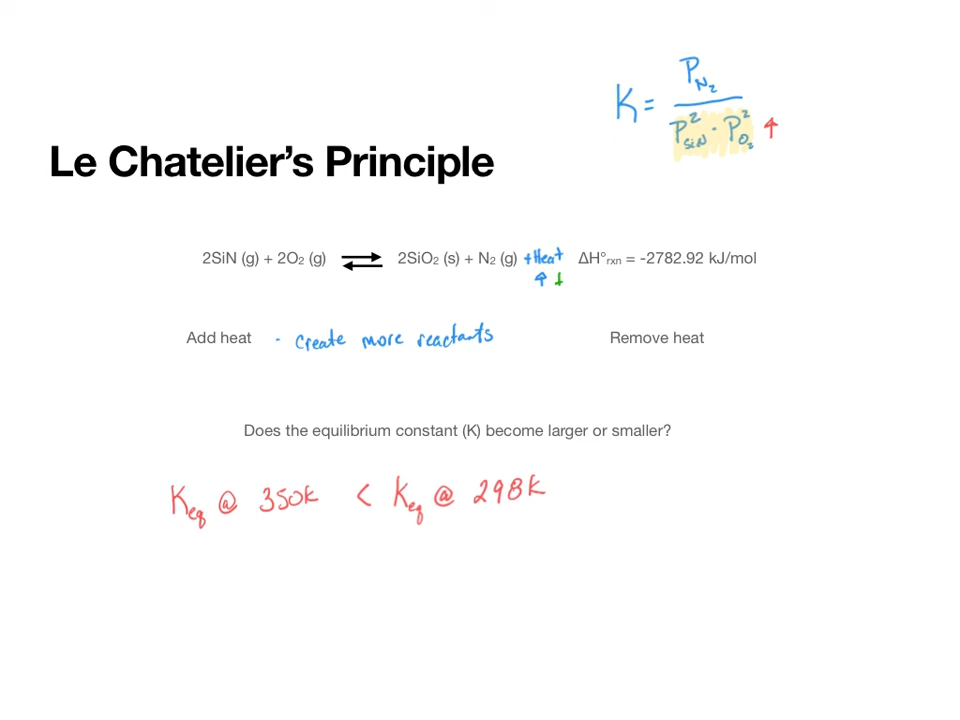 K = P_N₂ / P²_SiN · P²_O₂ ↑
Le Chatelier's Principle
2SiN (g) + 2O₂ (g) ⇌ 2SiO₂ (s) + N₂ (g) + Heat ΔH°rxn = -2782.92 kJ/mol
↑ ↓
Add heat - create more reactants Remove heat
Does the equilibrium constant (K) become larger or smaller?
Keq @ 350K < Keq @ 298K